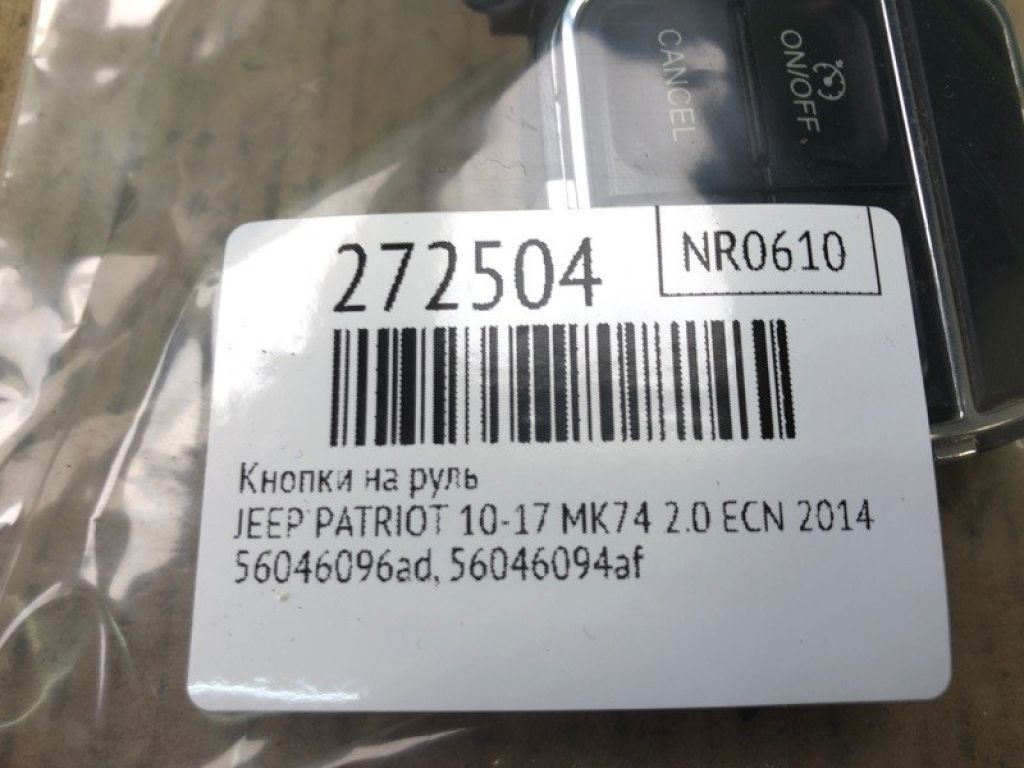 CANCEL
ON/OFF
272504
NR0610
Кнопки на руль
JEEP PATRIOT 10-17 MK74 2.0 ECN 2014
56046096ad, 56046094af